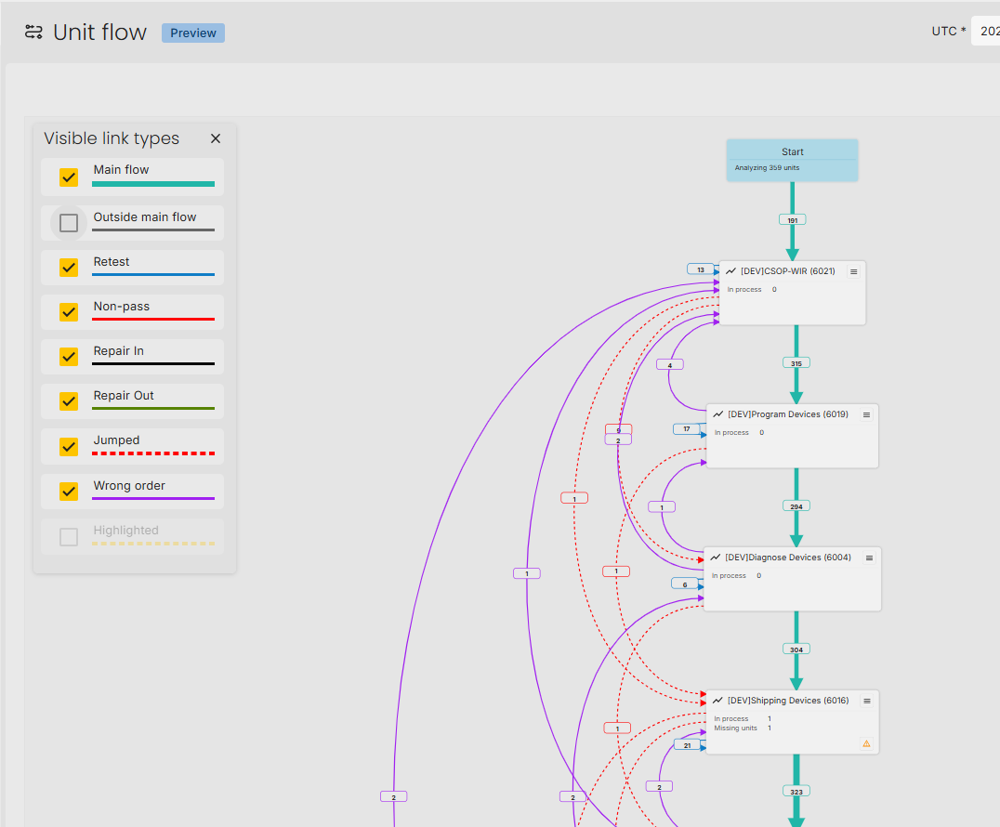 Unit flow
Preview
UTC *
202
Visible link types
Main flow
Outside main flow
Retest
Non-pass
Repair In
Repair Out
Jumped
Wrong order
Highlighted
Start
Analyzing 359 units
191
13
[DEV]CSOP-WIR (6021)
In process 0
4
315
[DEV]Program Devices (6019)
17
In process 0
9
2
1
1
294
[DEV]Diagnose Devices (6004)
In process 0
1
1
6
304
[DEV]Shipping Devices (6016)
In process 1
Missing units 1
1
21
2
323
2
2